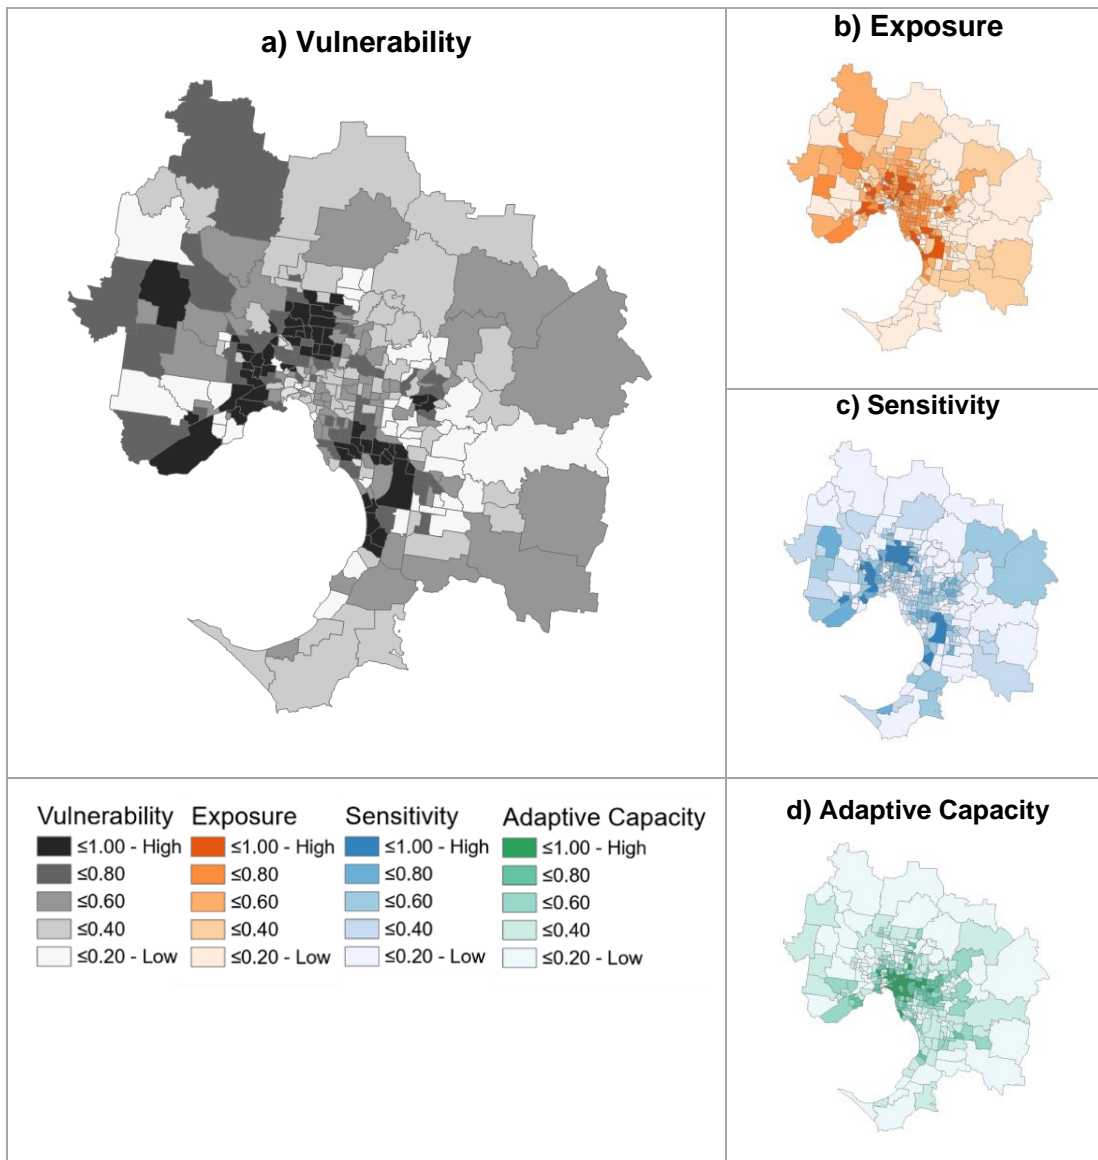 a) Vulnerability
b) Exposure
c) Sensitivity
Vulnerability
≤1.00 - High
≤0.80
≤0.60
≤0.40
≤0.20 - Low
Exposure
≤1.00 - High
≤0.80
≤0.60
≤0.40
≤0.20 - Low
Sensitivity
≤1.00 - High
≤0.80
≤0.60
≤0.40
≤0.20 - Low
Adaptive Capacity
≤1.00 - High
≤0.80
≤0.60
≤0.40
≤0.20 - Low
d) Adaptive Capacity